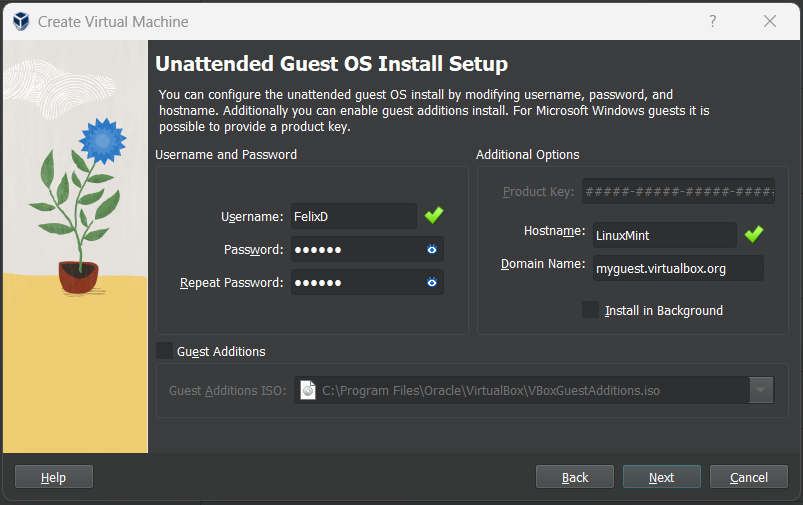 Create Virtual Machine
?
Unattended Guest OS Install Setup
You can configure the unattended guest OS install by modifying username, password, and
hostname. Additionally you can enable guest additions install. For Microsoft Windows guests it is
possible to provide a product key.
Username and Password
Username: FelixD
Password: ●●●●●●
Repeat Password: ●●●●●●
Additional Options
Product Key: #####-#####-#####-#####
Hostname: LinuxMint
Domain Name: myguest.virtualbox.org
Install in Background
Guest Additions
Guest Additions ISO: C:\Program Files\Oracle\VirtualBox\VBoxGuestAdditions.iso
Help
Back
Next
Cancel